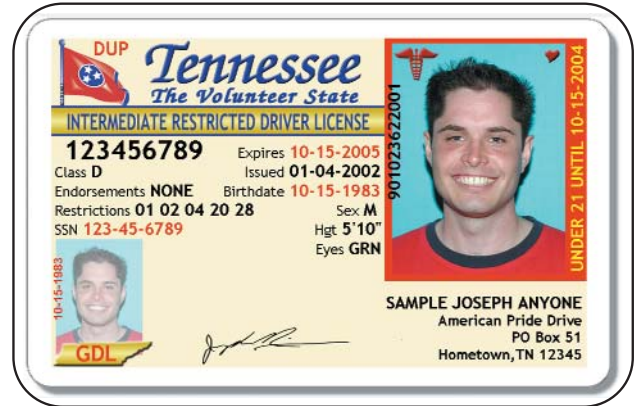 DUP
Tennessee
The Volunteer State
INTERMEDIATE RESTRICTED DRIVER LICENSE
123456789 Expires 10-15-2005
Class D Issued 01-04-2002
Endorsements NONE Birthdate 10-15-1983
Restrictions 01 02 04 20 28 Sex M
SSN 123-45-6789 Hgt 5'10"
Eyes GRN
10-15-1983
GDL
901023622001
UNDER 21 UNTIL 10-15-2004
SAMPLE JOSEPH ANYONE
American Pride Drive
PO Box 51
Hometown, TN 12345